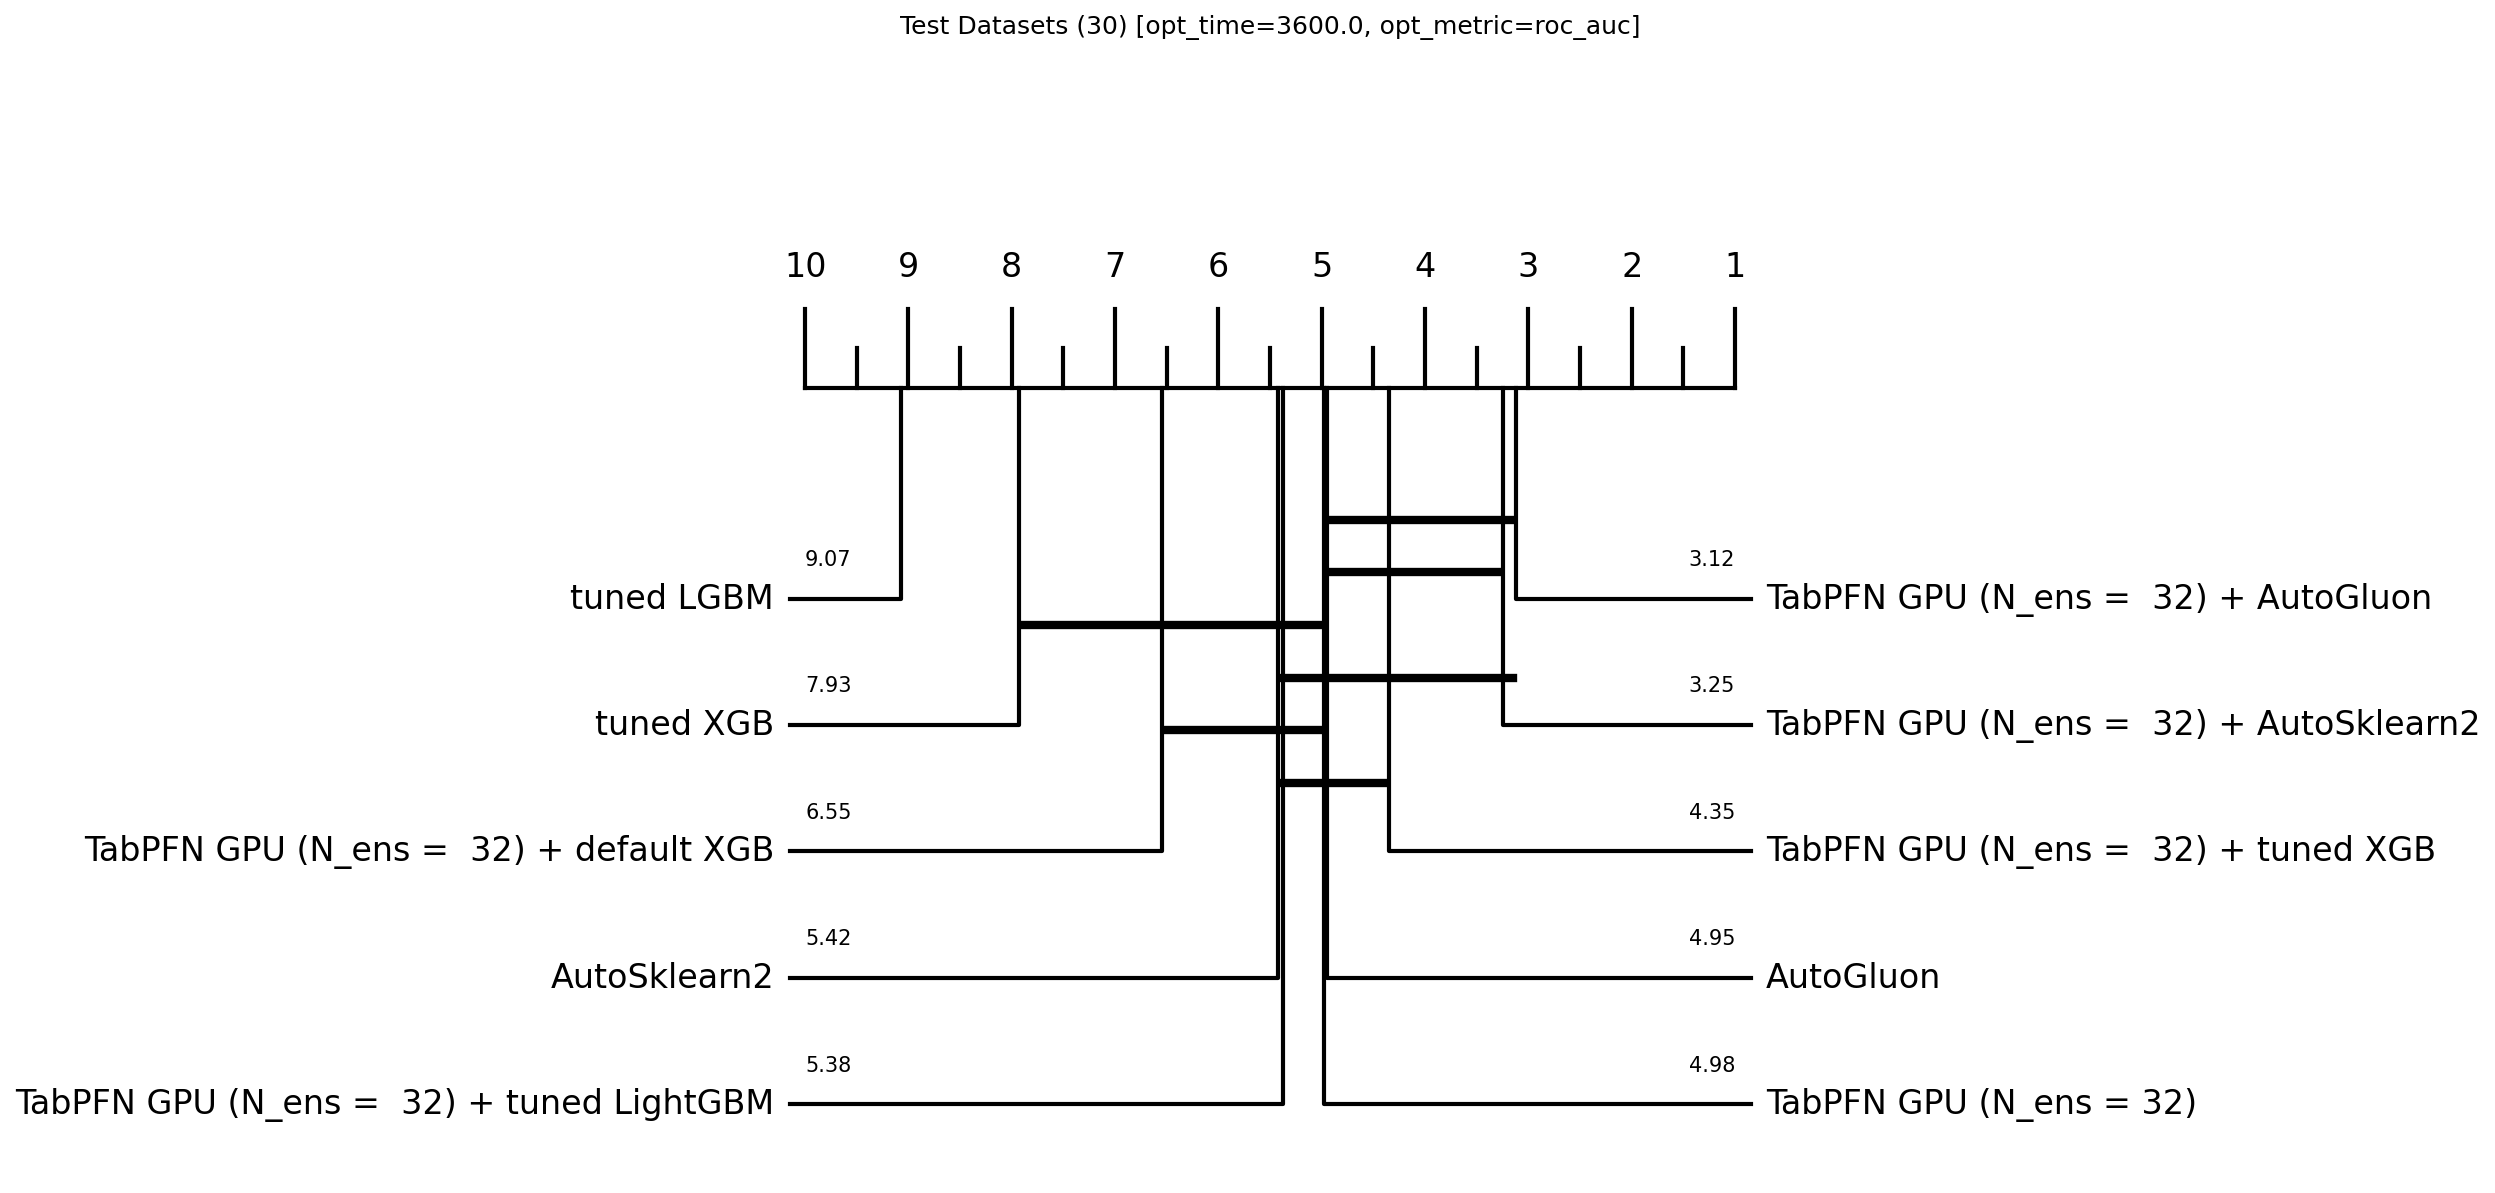 Test Datasets (30) [opt_time=3600.0, opt_metric=roc_auc]
10 9 8 7 6 5 4 3 2 1
9.07
tuned LGBM
7.93
tuned XGB
6.55
TabPFN GPU (N_ens =  32) + default XGB
5.42
AutoSklearn2
5.38
TabPFN GPU (N_ens =  32) + tuned LightGBM
3.12
TabPFN GPU (N_ens =  32) + AutoGluon
3.25
TabPFN GPU (N_ens =  32) + AutoSklearn2
4.35
TabPFN GPU (N_ens =  32) + tuned XGB
4.95
AutoGluon
4.98
TabPFN GPU (N_ens = 32)